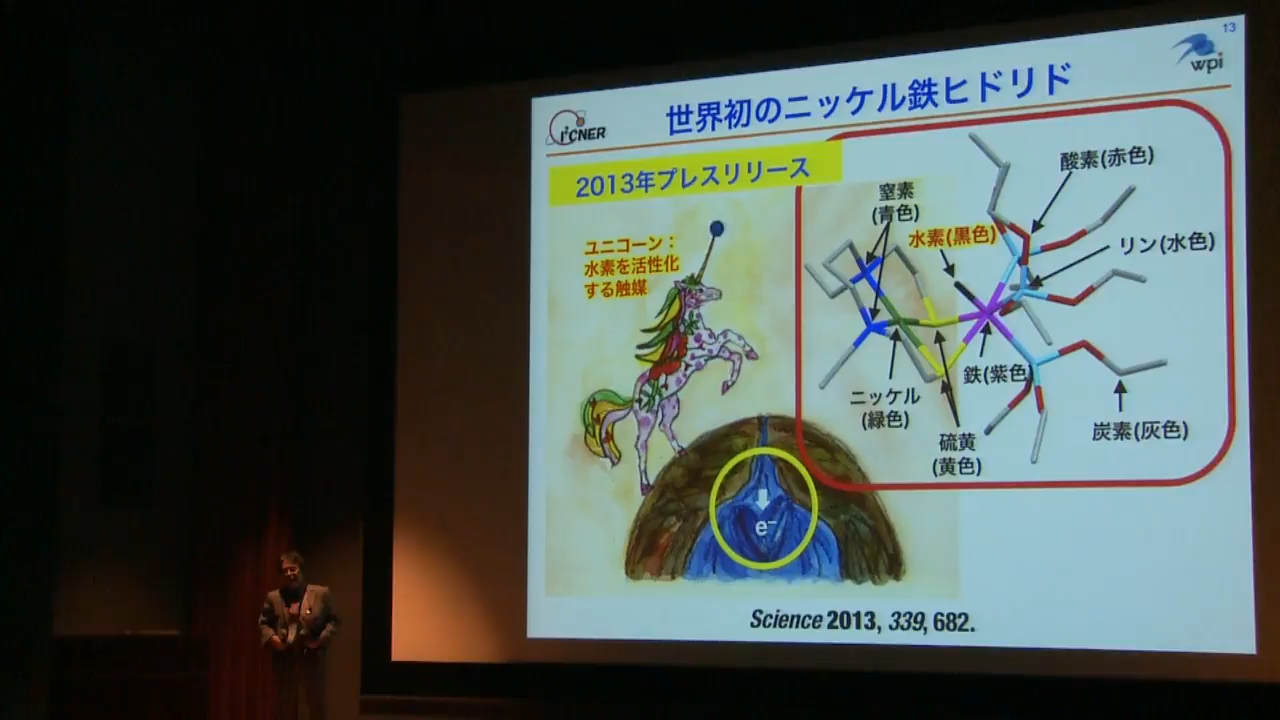 13
wpi
I²CNER
世界初のニッケル鉄ヒドリド
2013年プレスリリース
ユニコーン：
水素を活性化
する触媒
窒素
(青色)
水素(黒色)
酸素(赤色)
リン(水色)
鉄(紫色)
ニッケル
(緑色)
硫黄
(黄色)
炭素(灰色)
e⁻
Science 2013, 339, 682.